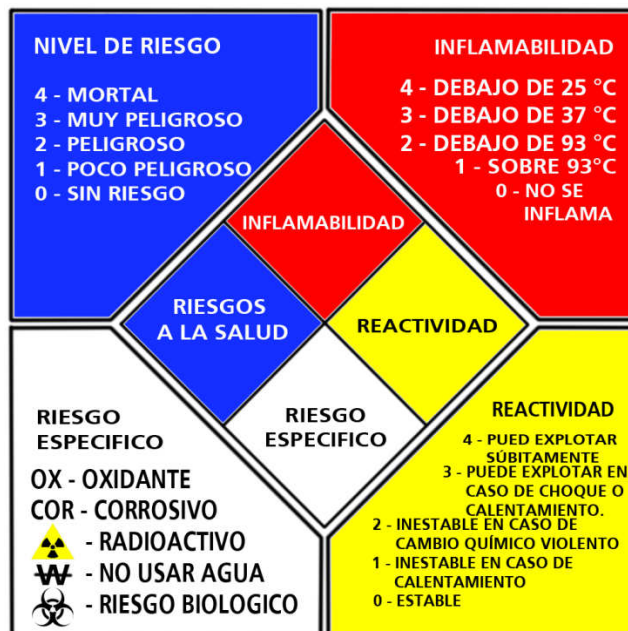 NIVEL DE RIESGO
4 - MORTAL
3 - MUY PELIGROSO
2 - PELIGROSO
1 - POCO PELIGROSO
0 - SIN RIESGO
INFLAMABILIDAD
4 - DEBAJO DE 25 °C
3 - DEBAJO DE 37 °C
2 - DEBAJO DE 93 °C
1 - SOBRE 93°C
0 - NO SE
INFLAMA
INFLAMABILIDAD
RIESGOS
A LA SALUD
REACTIVIDAD
RIESGO
ESPECIFICO
RIESGO
ESPECIFICO
OX - OXIDANTE
COR - CORROSIVO
- RADIOACTIVO
W - NO USAR AGUA
- RIESGO BIOLOGICO
REACTIVIDAD
4 - PUED EXPLOTAR
SÚBITAMENTE
3 - PUEDE EXPLOTAR EN
CASO DE CHOQUE O
CALENTAMIENTO.
2 - INESTABLE EN CASO DE
CAMBIO QUÍMICO VIOLENTO
1 - INESTABLE EN CASO DE
CALENTAMIENTO
0 - ESTABLE